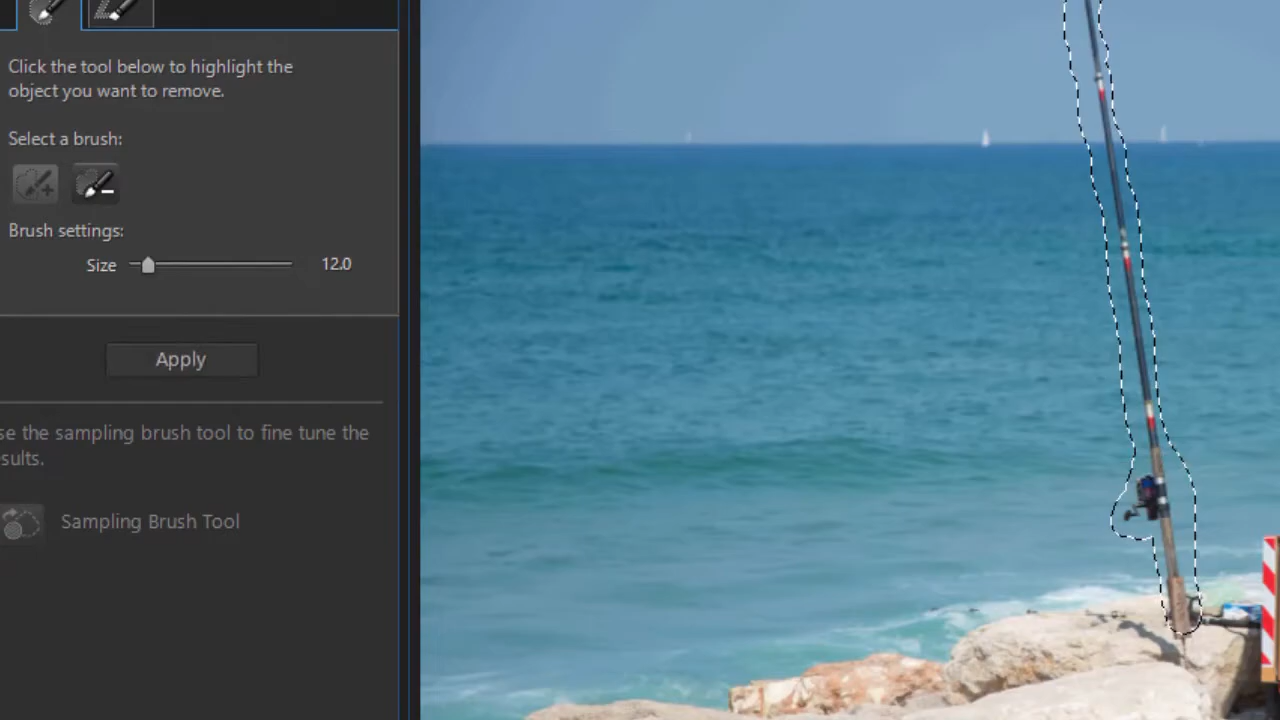 Click the tool below to highlight the
object you want to remove.
Select a brush:
Brush settings:
Size 12.0
Apply
se the sampling brush tool to fine tune the
esults.
Sampling Brush Tool